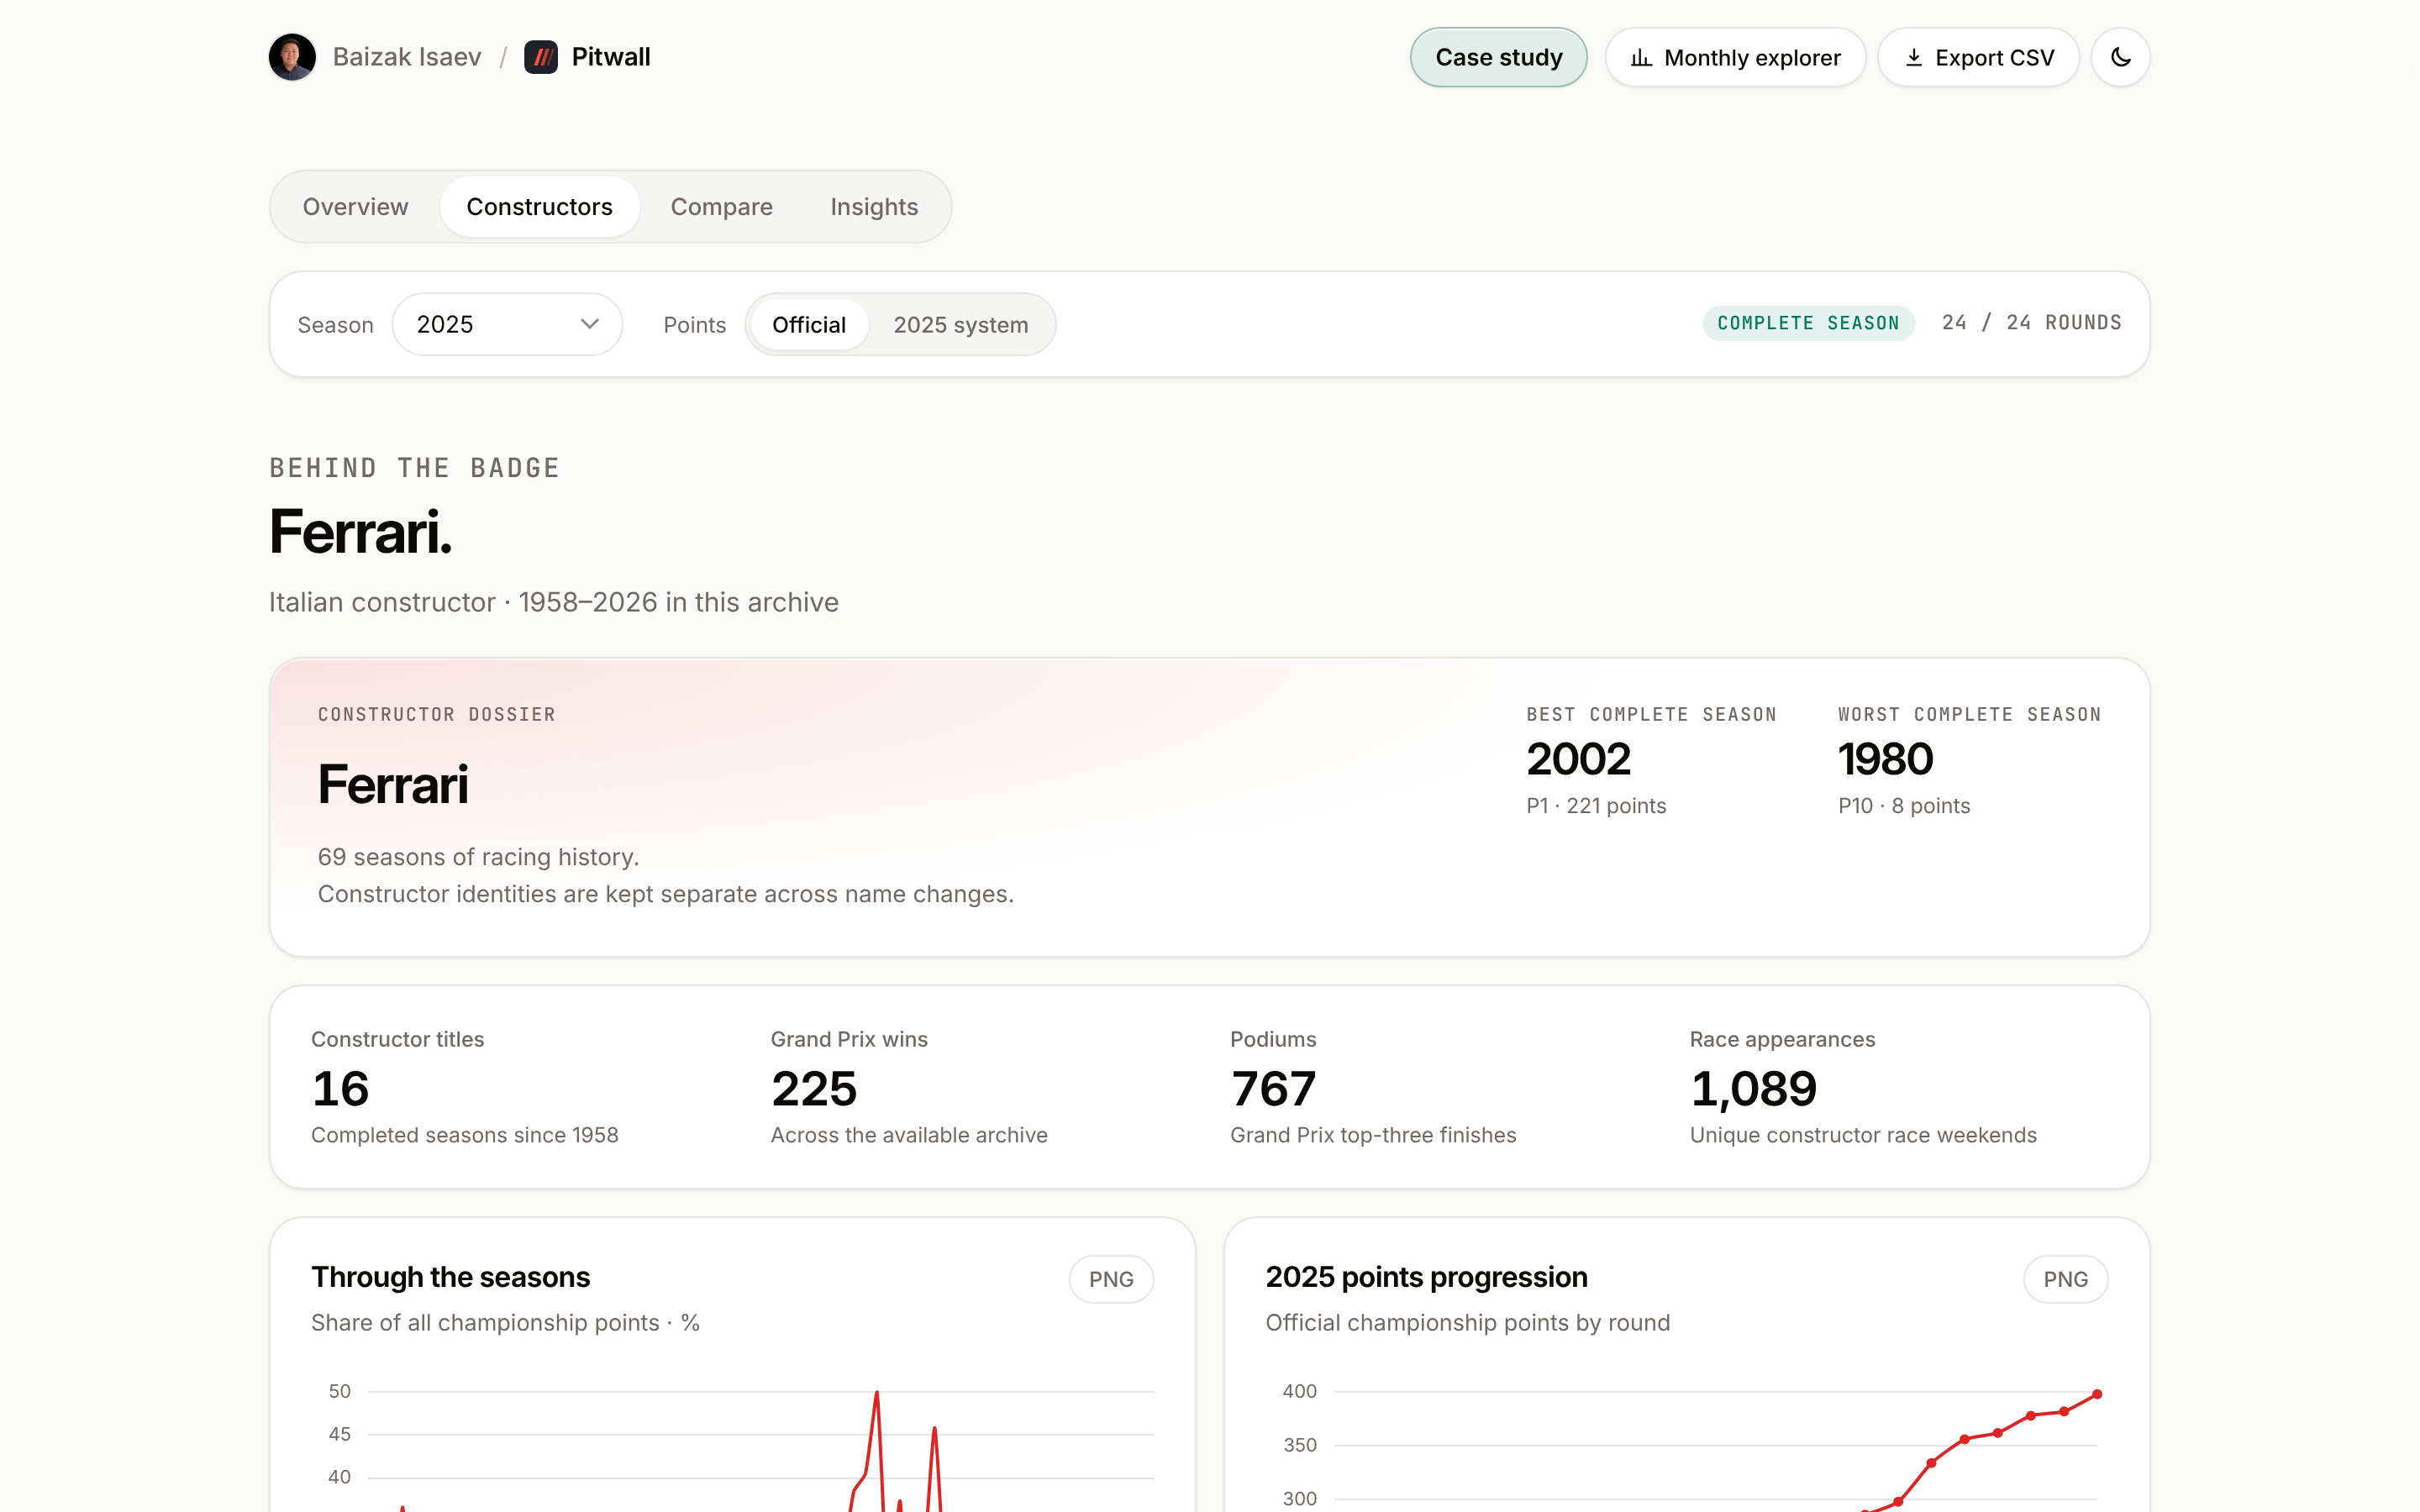 Baizak Isaev / Pitwall
Case study
Monthly explorer
Export CSV
Overview
Constructors
Compare
Insights
Season
2025
Points
Official
2025 system
COMPLETE SEASON
24 / 24 ROUNDS
BEHIND THE BADGE
Ferrari.
Italian constructor · 1958–2026 in this archive
CONSTRUCTOR DOSSIER
Ferrari
69 seasons of racing history.
Constructor identities are kept separate across name changes.
BEST COMPLETE SEASON
2002
P1 · 221 points
WORST COMPLETE SEASON
1980
P10 · 8 points
Constructor titles
16
Completed seasons since 1958
Grand Prix wins
225
Across the available archive
Podiums
767
Grand Prix top-three finishes
Race appearances
1,089
Unique constructor race weekends
Through the seasons
PNG
Share of all championship points · %
50
45
40
2025 points progression
PNG
Official championship points by round
400
350
300